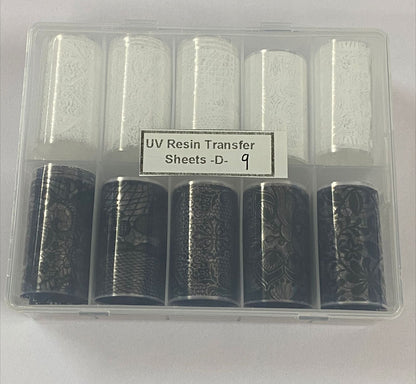 UV Resin Transfer
Sheets -D- 9